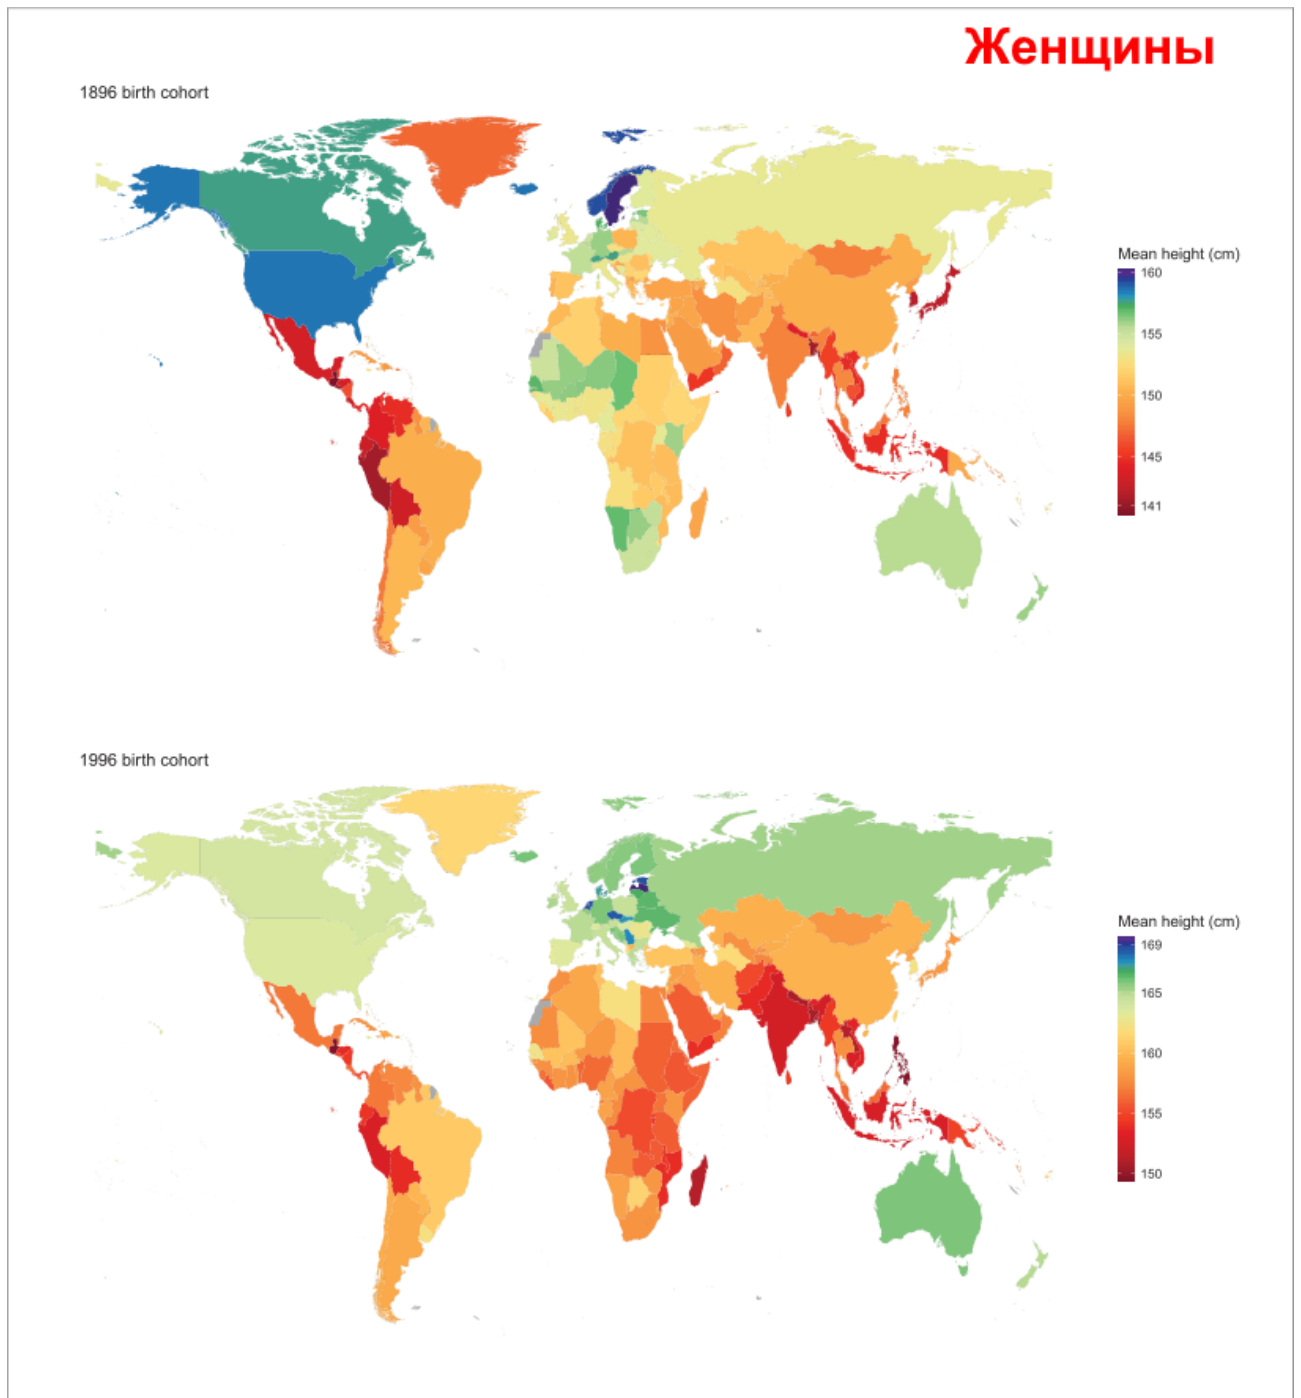 Женщины
1896 birth cohort
Mean height (cm)
160
155
150
145
141
1996 birth cohort
Mean height (cm)
169
165
160
155
150